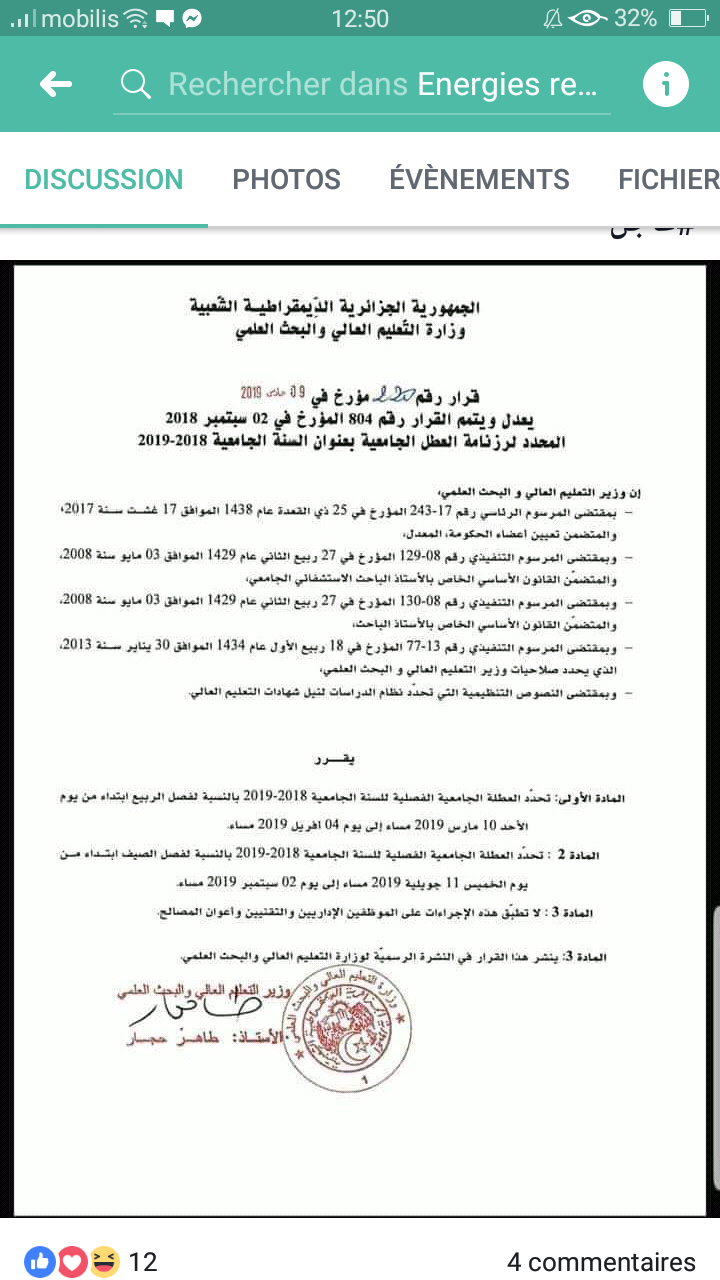 mobilis 12:50 32%
Rechercher dans Energies re...
DISCUSSION PHOTOS ÉVÈNEMENTS FICHIER
الجمهورية الجزائرية الدّيمقراطيـة الشّعبية
وزارة التّعليم العالي والبحث العلمي
قرار رقم 220 مؤرخ في 09 مارس 2019
يعدل ويتمم القرار رقم 804 المؤرخ في 02 سبتمبر 2018
المحدد لرزنامة العطل الجامعية بعنوان السنة الجامعية 2018-2019
إن وزير التعليم العالي و البحث العلمي،
– بمقتضى المرسوم الرئاسي رقم 17-243 المؤرخ في 25 ذي القعدة عام 1438 الموافق 17 غشت سنة 2017،
والمتضمن تعيين أعضاء الحكومة، المعدل،
– وبمقتضى المرسوم التنفيذي رقم 08-129 المؤرخ في 27 ربيع الثاني عام 1429 الموافق 03 مايو سنة 2008،
والمتضمّن القانون الأساسي الخاص بالأستاذ الباحث الاستشفائي الجامعي،
– وبمقتضى المرسوم التنفيذي رقم 08-130 المؤرخ في 27 ربيع الثاني عام 1429 الموافق 03 مايو سنة 2008،
والمتضمّن القانون الأساسي الخاص بالأستاذ الباحث،
– وبمقتضى المرسوم التنفيذي رقم 13-77 المؤرخ في 18 ربيع الأول عام 1434 الموافق 30 يناير سنة 2013،
الذي يحدد صلاحيات وزير التعليم العالي و البحث العلمي،
– وبمقتضى النصوص التنظيمية التي تحدّد نظام الدراسات لنيل شهادات التعليم العالي.
يقـــرر
المادة الأولى: تحدّد العطلة الجامعية الفصلية للسنة الجامعية 2018-2019 بالنسبة لفصل الربيع ابتداء من يوم
الأحد 10 مارس 2019 مساء إلى يوم 04 افريل 2019 مساء.
المادة 2 : تحدّد العطلة الجامعية الفصلية للسنة الجامعية 2018-2019 بالنسبة لفصل الصيف ابتداء من
يوم الخميس 11 جويلية 2019 مساء إلى يوم 02 سبتمبر 2019 مساء.
المادة 3 : لا تطبّق هذه الإجراءات على الموظفين الإداريين والتقنيين وأعوان المصالح.
المادة 3: ينشر هذا القرار في النشرة الرسميّة لوزارة التعليم العالي والبحث العلمي.
وزير التعليم العالي والبحث العلمي
الأستـاذ: طاهـر حجـار
12 4 commentaires